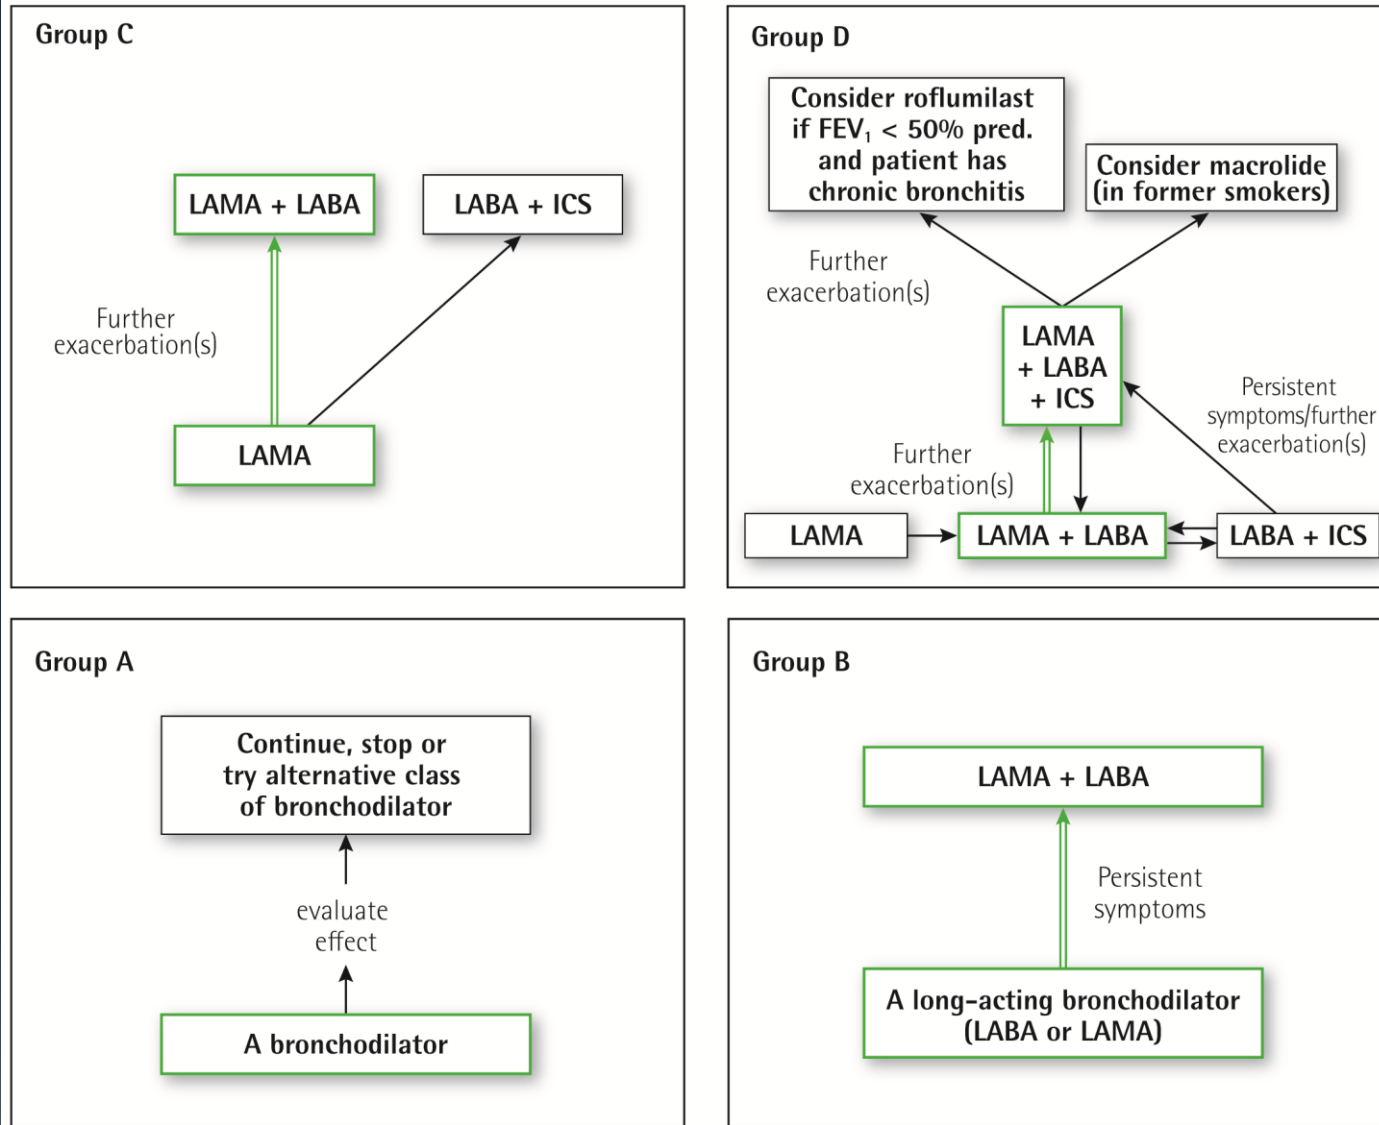 Group C
LAMA + LABA
LABA + ICS
Further
exacerbation(s)
LAMA
Group D
Consider roflumilast
if FEV₁ < 50% pred.
and patient has
chronic bronchitis
Consider macrolide
(in former smokers)
Further
exacerbation(s)
LAMA
+ LABA
+ ICS
Persistent
symptoms/further
exacerbation(s)
Further
exacerbation(s)
LAMA
LAMA + LABA
LABA + ICS
Group A
Continue, stop or
try alternative class
of bronchodilator
evaluate
effect
A bronchodilator
Group B
LAMA + LABA
Persistent
symptoms
A long-acting bronchodilator
(LABA or LAMA)